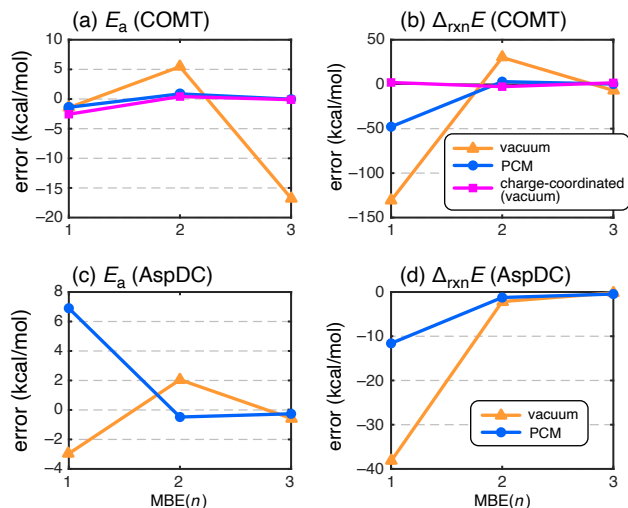 (a) Eₐ (COMT)
error (kcal/mol)
10
5
0
−5
−10
−15
−20
1
2
3
(b) ΔᵣₓₙE (COMT)
error (kcal/mol)
50
0
−50
−100
−150
vacuum
PCM
charge-coordinated
(vacuum)
1
2
3
(c) Eₐ (AspDC)
error (kcal/mol)
8
6
4
2
0
−2
−4
1
2
3
MBE(n)
(d) ΔᵣₓₙE (AspDC)
error (kcal/mol)
0
−10
−20
−30
−40
vacuum
PCM
1
2
3
MBE(n)